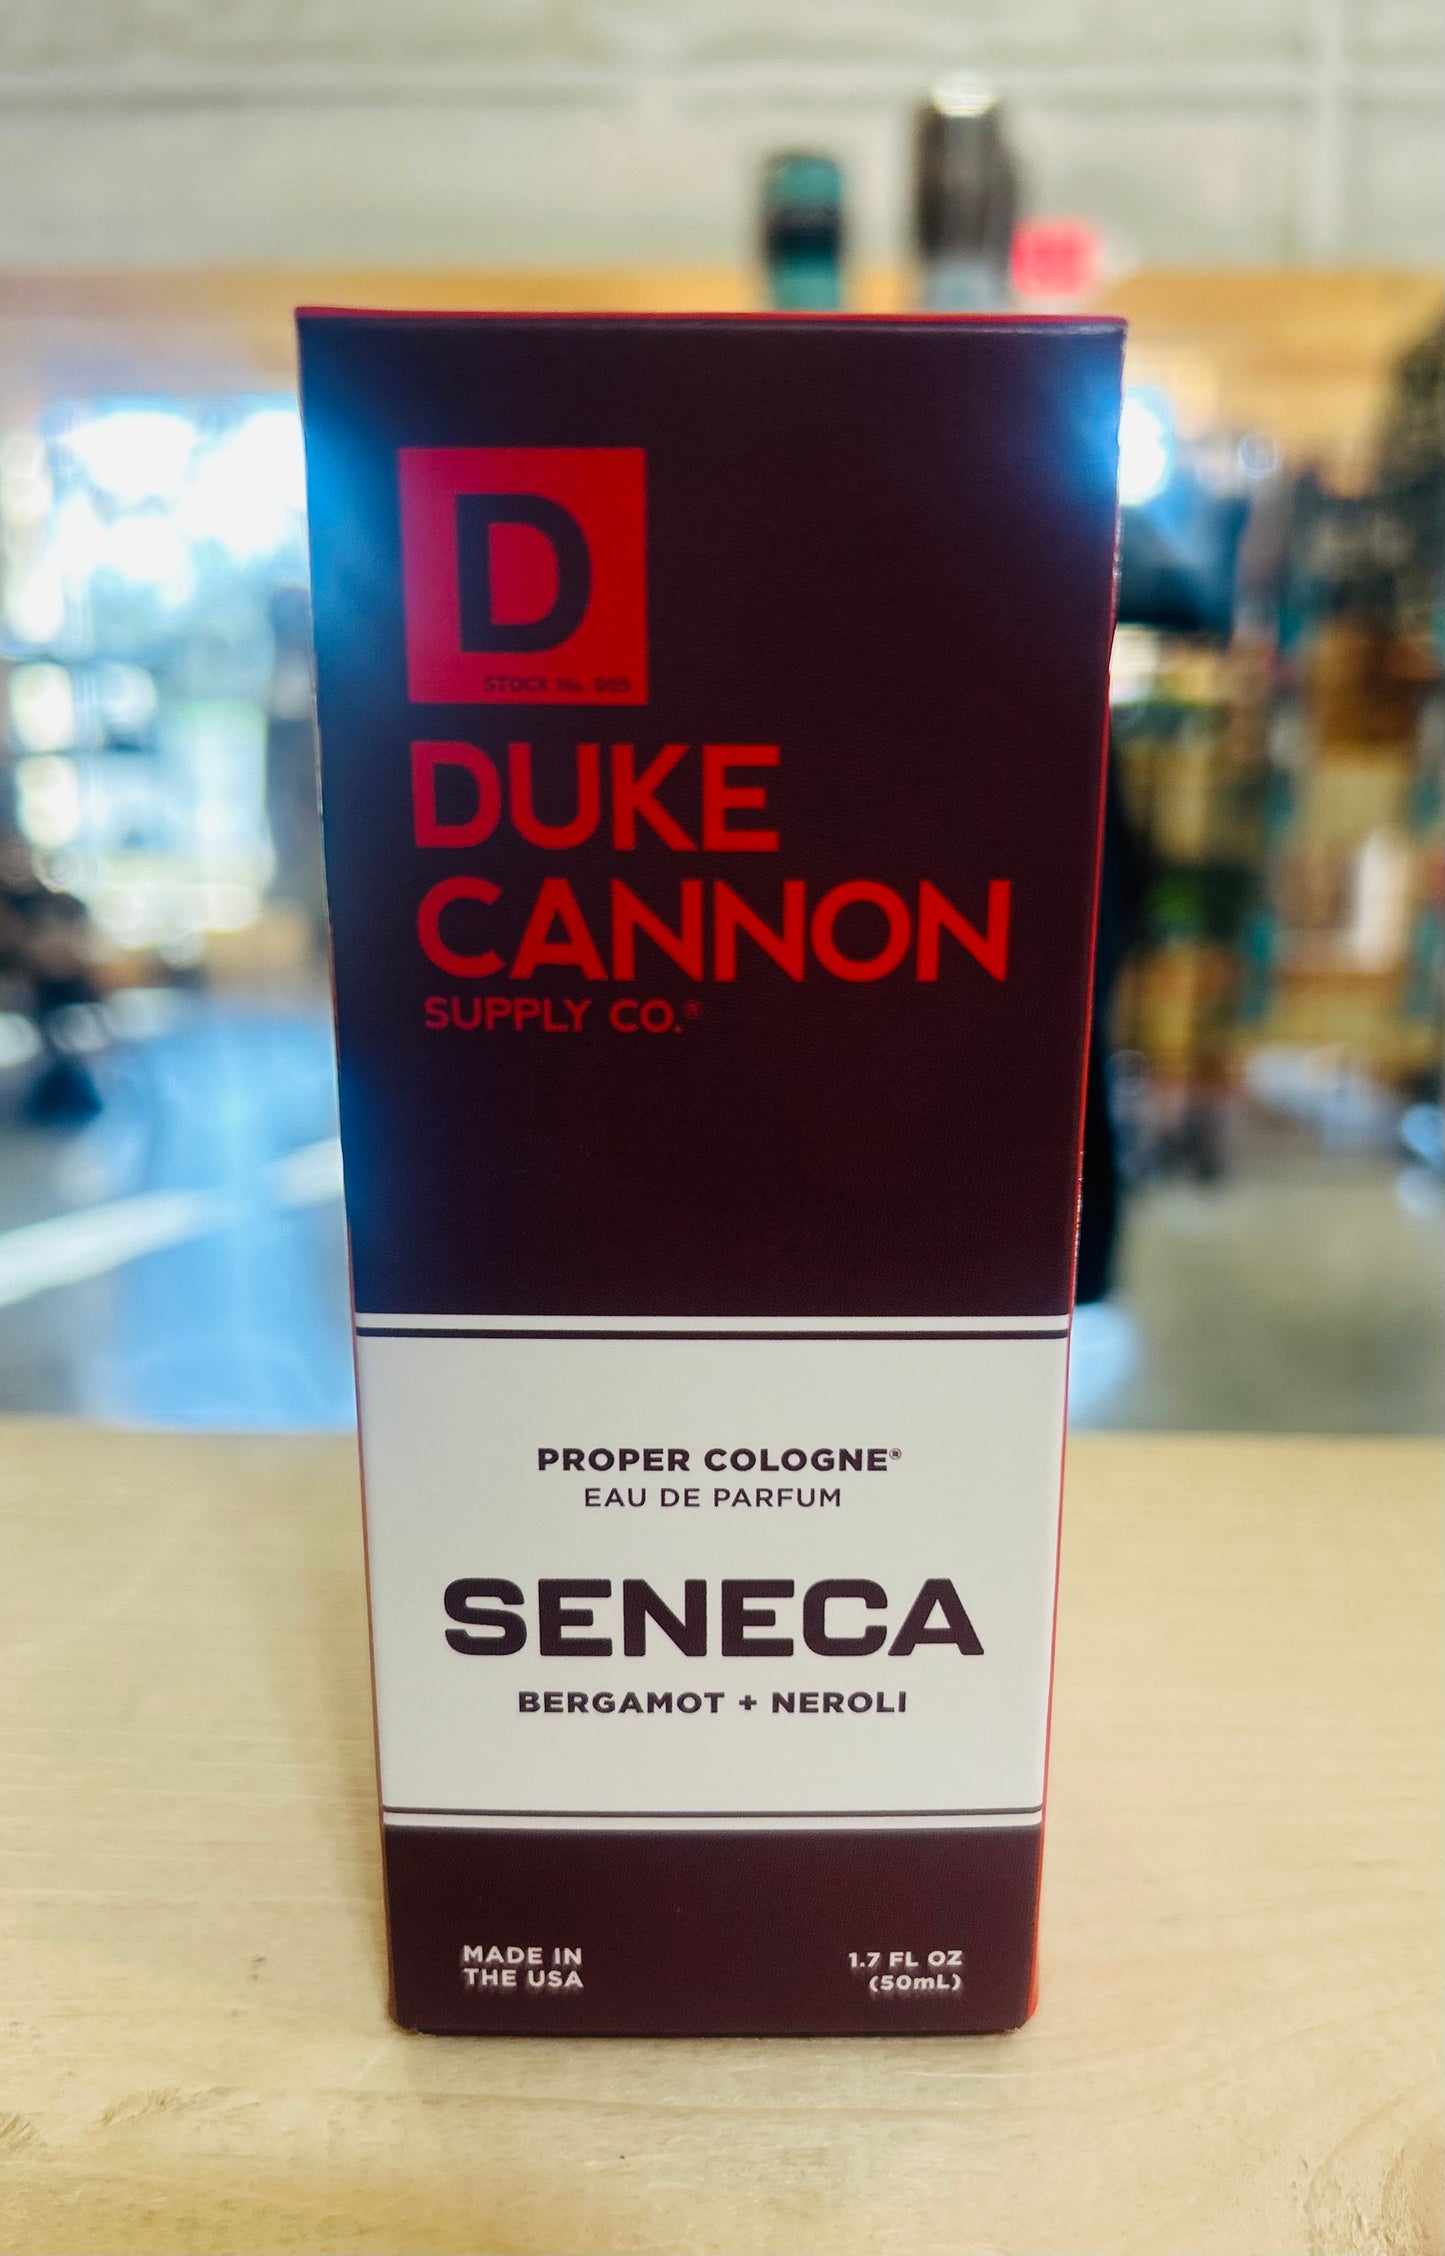 D
STOCK No. 005
DUKE
CANNON
SUPPLY CO.®
PROPER COLOGNE®
EAU DE PARFUM
SENECA
BERGAMOT + NEROLI
MADE IN
THE USA
1.7 FL OZ
(50mL)